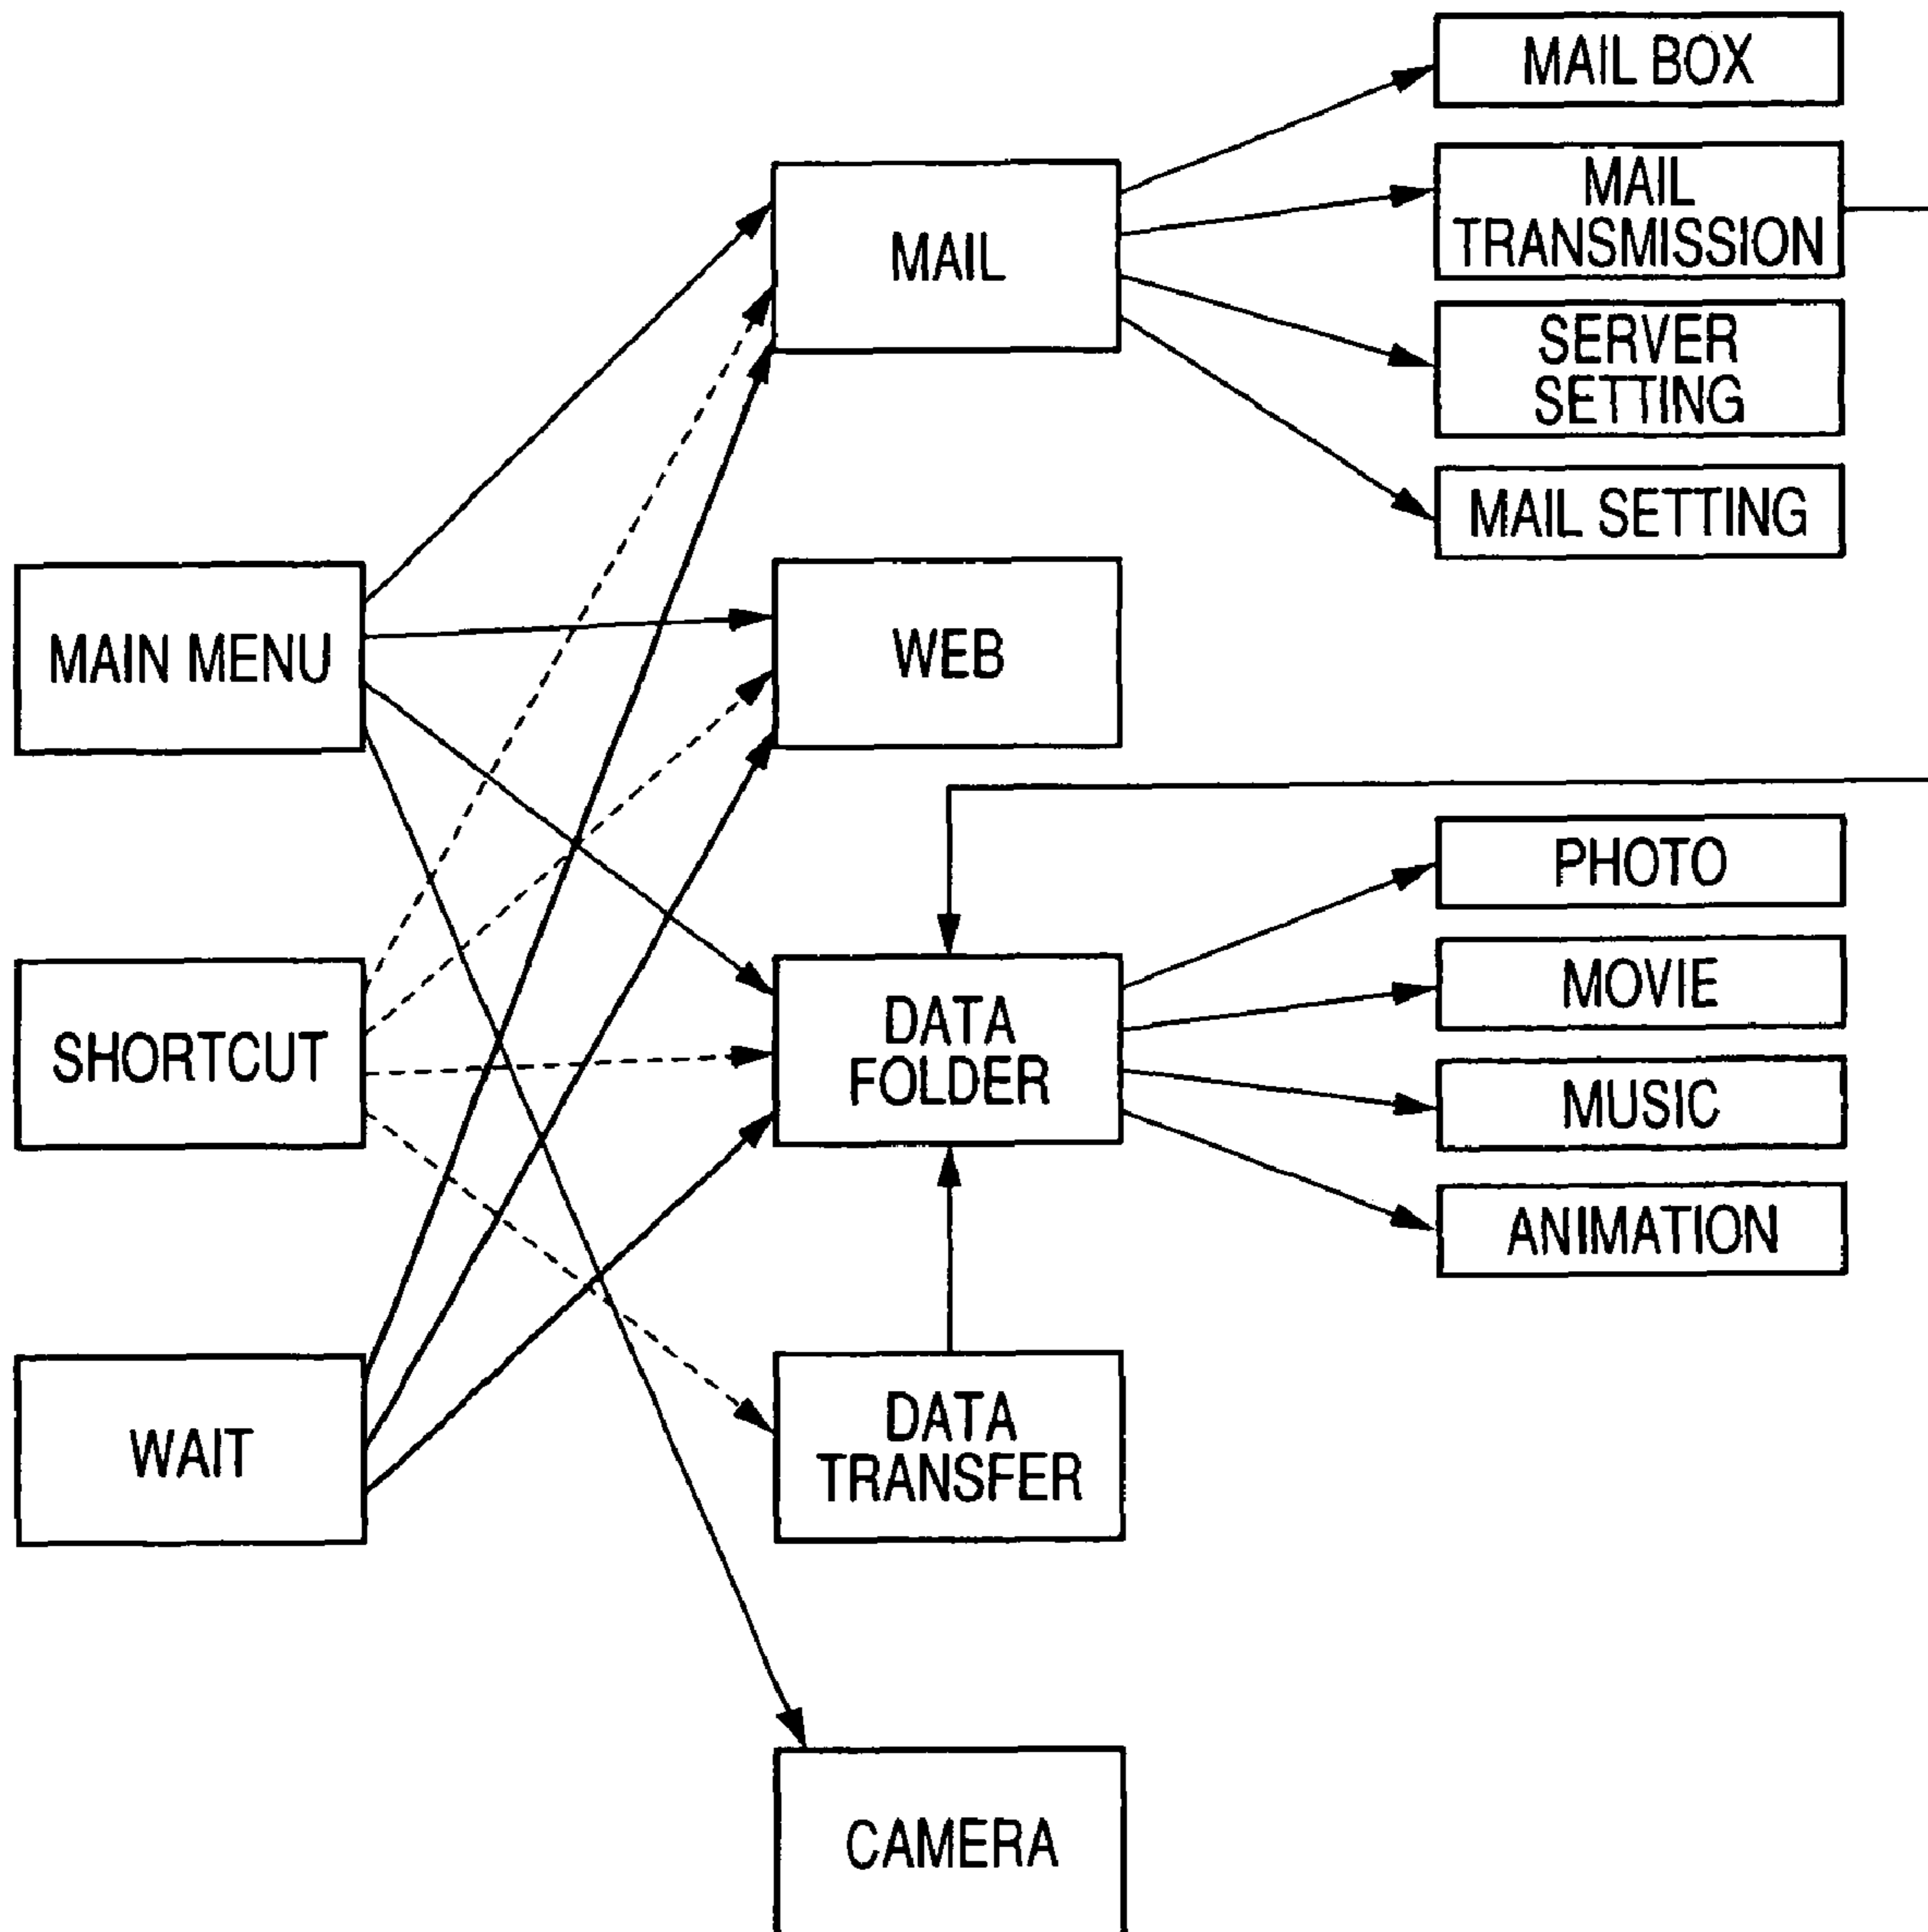 MAIN MENU
SHORTCUT
WAIT
MAIL
WEB
DATA
FOLDER
DATA
TRANSFER
CAMERA
MAIL BOX
MAIL
TRANSMISSION
SERVER
SETTING
MAIL SETTING
PHOTO
MOVIE
MUSIC
ANIMATION